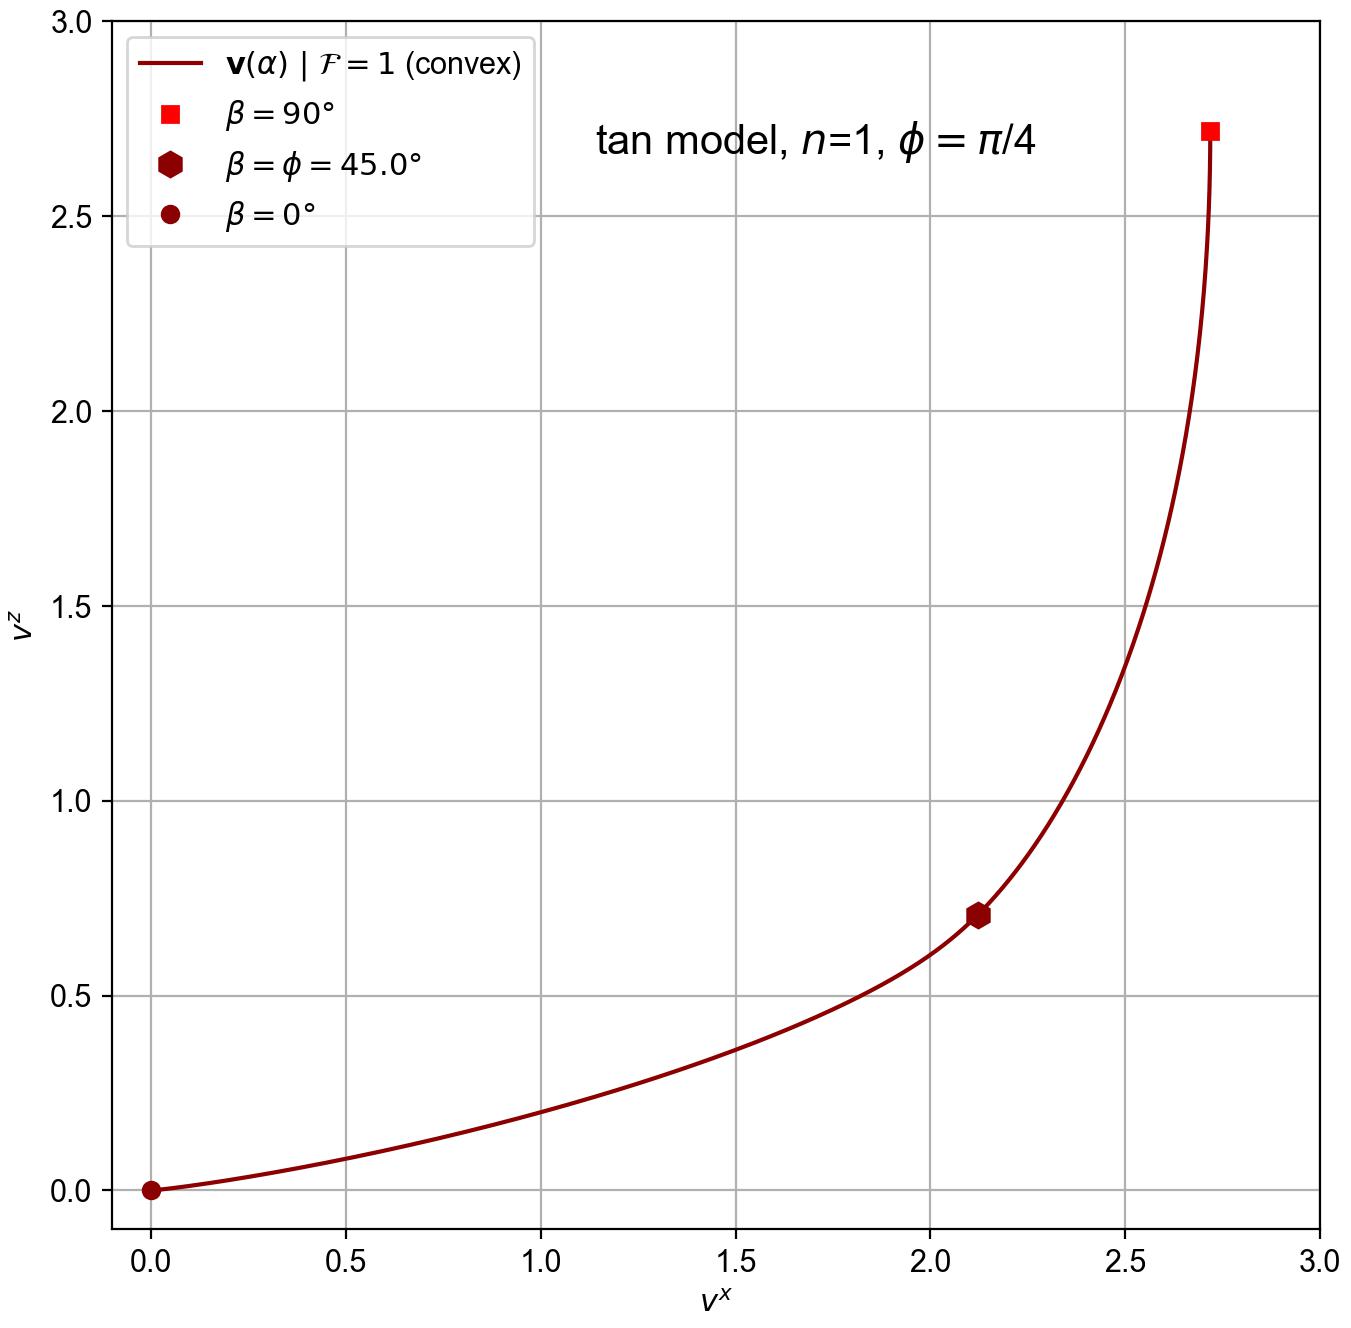 v(α) | ℱ = 1 (convex)
β = 90°
β = ϕ = 45.0°
β = 0°
tan model, n=1, ϕ = π/4
3.0
2.5
2.0
1.5
1.0
0.5
0.0
v^z
0.0 0.5 1.0 1.5 2.0 2.5 3.0
v^x